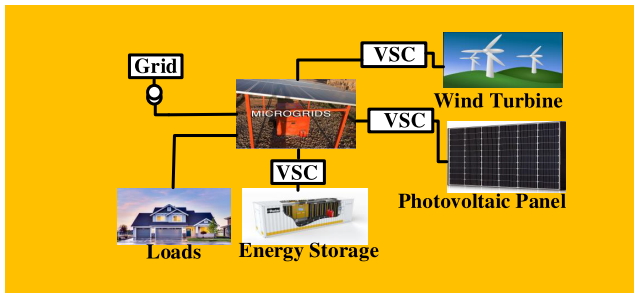 VSC
Grid
Wind Turbine
MICROGRIDS
VSC
VSC
Photovoltaic Panel
Loads
Energy Storage